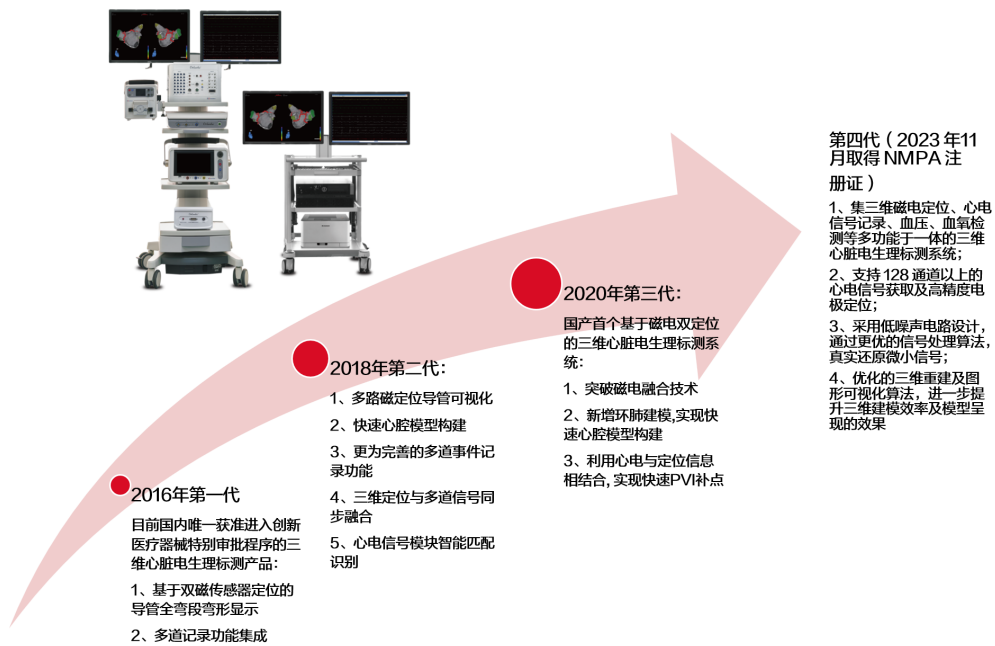 2016年第一代
目前国内唯一获准进入创新
医疗器械特别审批程序的三
维心脏电生理标测产品：
1、基于双磁传感器定位的
导管全弯段弯形显示
2、多道记录功能集成
2018年第二代：
1、多路磁定位导管可视化
2、快速心腔模型构建
3、更为完善的多道事件记
录功能
4、三维定位与多道信号同
步融合
5、心电信号模块智能匹配
识别
2020年第三代：
国产首个基于磁电双定位
的三维心脏电生理标测系
统：
1、突破磁电融合技术
2、新增环肺建模,实现快
速心腔模型构建
3、利用心电与定位信息
相结合, 实现快速PVI补点
第四代（2023 年11
月取得 NMPA 注
册证）
1、集三维磁电定位、心电
信号记录、血压、血氧检
测等多功能于一体的三维
心脏电生理标测系统；
2、支持 128 通道以上的
心电信号获取及高精度电
极定位；
3、采用低噪声电路设计，
通过更优的信号处理算法，
真实还原微小信号；
4、优化的三维重建及图
形可视化算法，进一步提
升三维建模效率及模型呈
现的效果